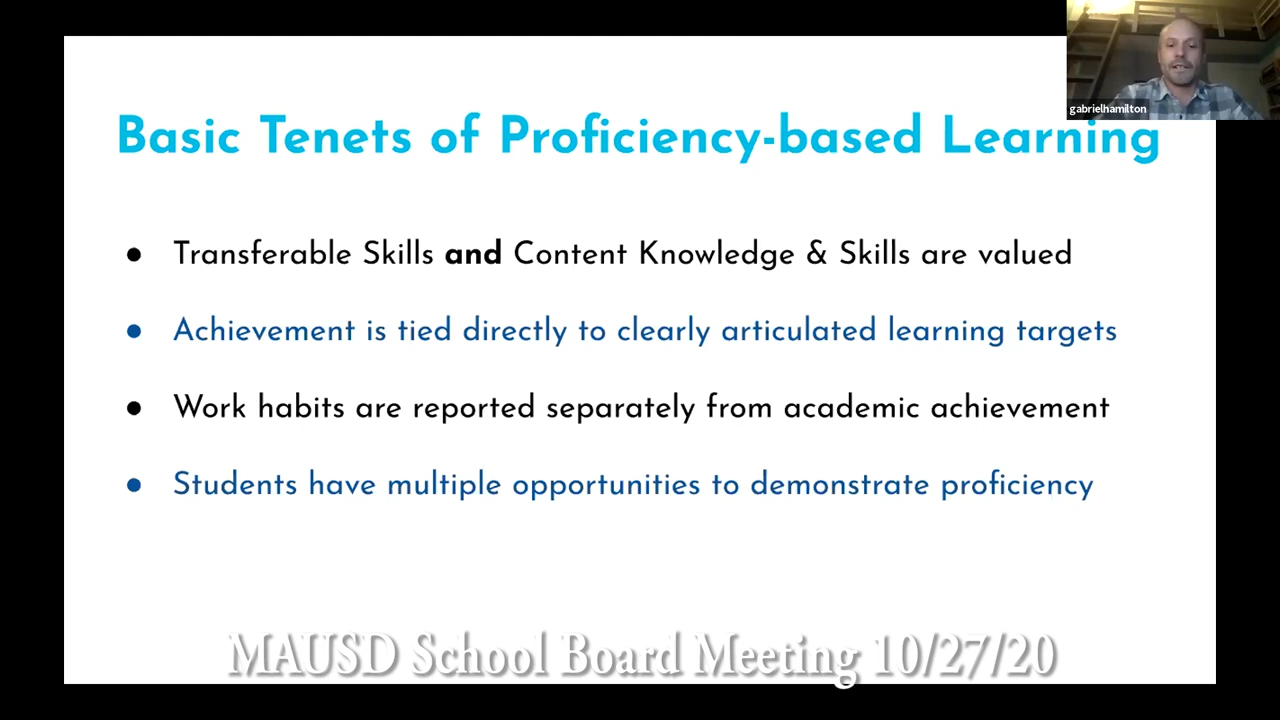 gabrielhamilton
Basic Tenets of Proficiency-based Learning
● Transferable Skills and Content Knowledge & Skills are valued
● Achievement is tied directly to clearly articulated learning targets
● Work habits are reported separately from academic achievement
● Students have multiple opportunities to demonstrate proficiency
MAUSD School Board Meeting 10/27/20